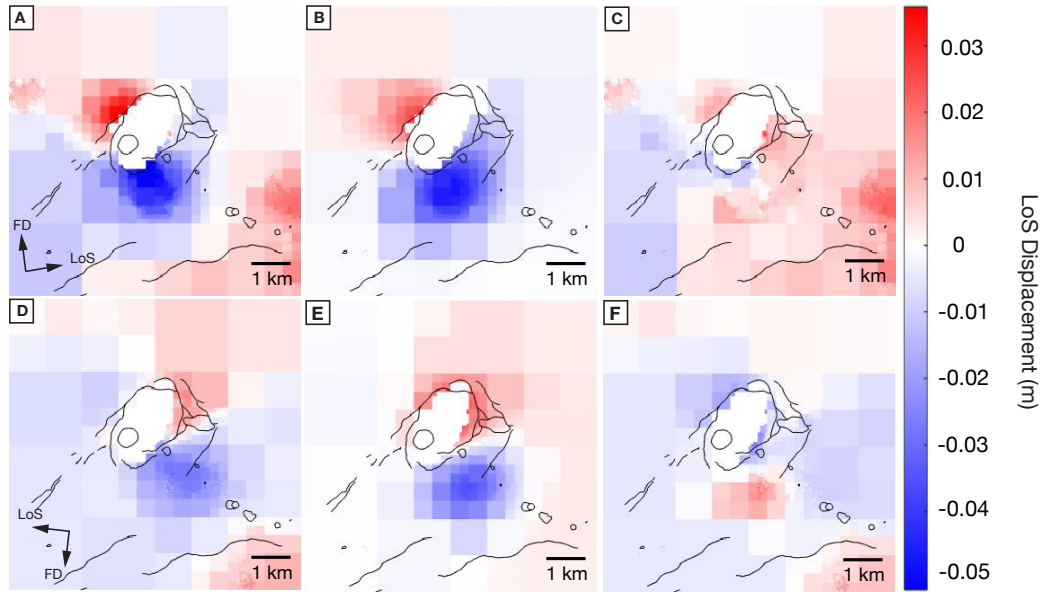 A
B
C
FD
LoS
1 km
1 km
1 km
D
E
F
LoS
FD
1 km
1 km
1 km
0.03
0.02
0.01
0
-0.01
-0.02
-0.03
-0.04
-0.05
LoS Displacement (m)